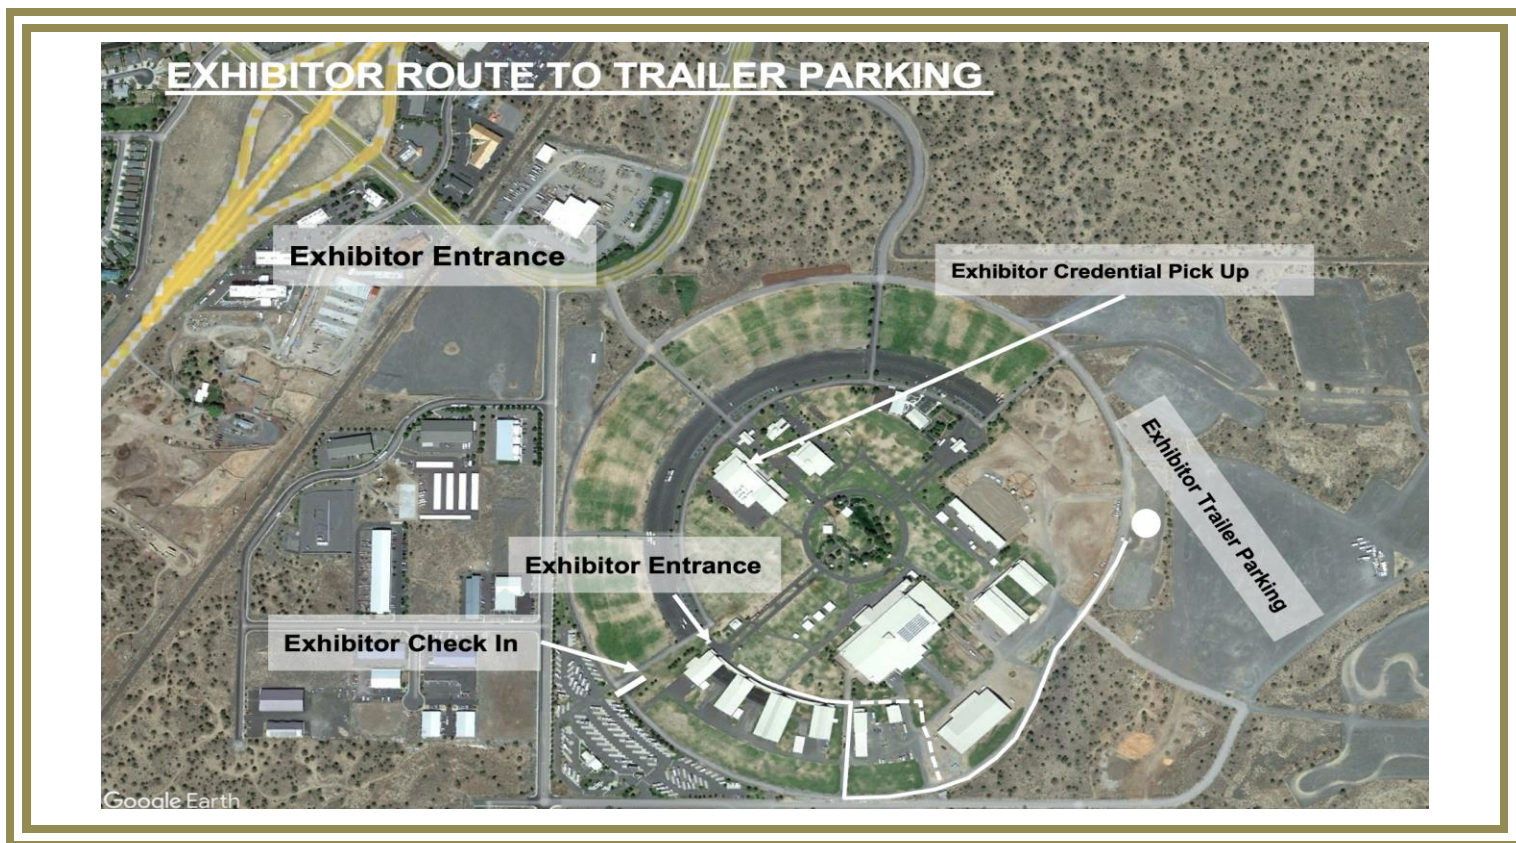 EXHIBITOR ROUTE TO TRAILER PARKING
Exhibitor Entrance
Exhibitor Credential Pick Up
Exhibitor Trailer Parking
Exhibitor Entrance
Exhibitor Check In
Google Earth